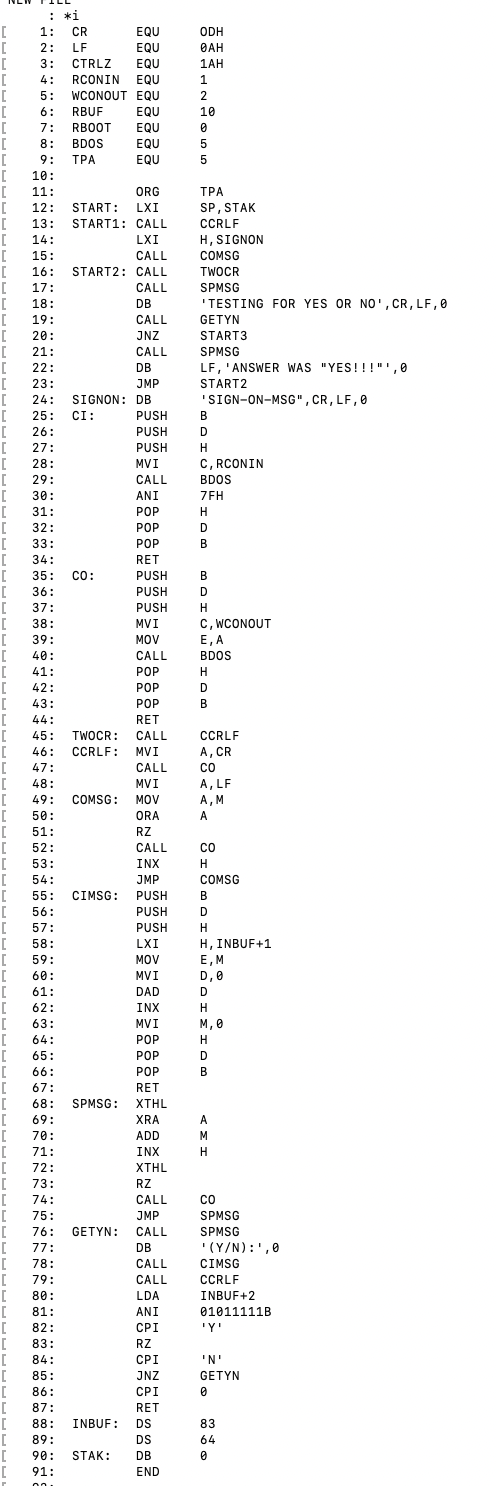 NEW FILE
: *i
[ 1: CR EQU ODH
[ 2: LF EQU 0AH
[ 3: CTRLZ EQU 1AH
[ 4: RCONIN EQU 1
[ 5: WCONOUT EQU 2
[ 6: RBUF EQU 10
[ 7: RBOOT EQU 0
[ 8: BDOS EQU 5
[ 9: TPA EQU 5
[ 10:
[ 11: ORG TPA
[ 12: START: LXI SP,STAK
[ 13: START1: CALL CCRLF
[ 14: LXI H,SIGNON
[ 15: CALL COMSG
[ 16: START2: CALL TWOCR
[ 17: CALL SPMSG
[ 18: DB 'TESTING FOR YES OR NO',CR,LF,0
[ 19: CALL GETYN
[ 20: JNZ START3
[ 21: CALL SPMSG
[ 22: DB LF,'ANSWER WAS "YES!!!"',0
[ 23: JMP START2
[ 24: SIGNON: DB 'SIGN–ON–MSG",CR,LF,0
[ 25: CI: PUSH B
[ 26: PUSH D
[ 27: PUSH H
[ 28: MVI C,RCONIN
[ 29: CALL BDOS
[ 30: ANI 7FH
[ 31: POP H
[ 32: POP D
[ 33: POP B
[ 34: RET
[ 35: CO: PUSH B
[ 36: PUSH D
[ 37: PUSH H
[ 38: MVI C,WCONOUT
[ 39: MOV E,A
[ 40: CALL BDOS
[ 41: POP H
[ 42: POP D
[ 43: POP B
[ 44: RET
[ 45: TWOCR: CALL CCRLF
[ 46: CCRLF: MVI A,CR
[ 47: CALL CO
[ 48: MVI A,LF
[ 49: COMSG: MOV A,M
[ 50: ORA A
[ 51: RZ
[ 52: CALL CO
[ 53: INX H
[ 54: JMP COMSG
[ 55: CIMSG: PUSH B
[ 56: PUSH D
[ 57: PUSH H
[ 58: LXI H,INBUF+1
[ 59: MOV E,M
[ 60: MVI D,0
[ 61: DAD D
[ 62: INX H
[ 63: MVI M,0
[ 64: POP H
[ 65: POP D
[ 66: POP B
[ 67: RET
[ 68: SPMSG: XTHL
[ 69: XRA A
[ 70: ADD M
[ 71: INX H
[ 72: XTHL
[ 73: RZ
[ 74: CALL CO
[ 75: JMP SPMSG
[ 76: GETYN: CALL SPMSG
[ 77: DB '(Y/N):',0
[ 78: CALL CIMSG
[ 79: CALL CCRLF
[ 80: LDA INBUF+2
[ 81: ANI 01011111B
[ 82: CPI 'Y'
[ 83: RZ
[ 84: CPI 'N'
[ 85: JNZ GETYN
[ 86: CPI 0
[ 87: RET
[ 88: INBUF: DS 83
[ 89: DS 64
[ 90: STAK: DB 0
[ 91: END